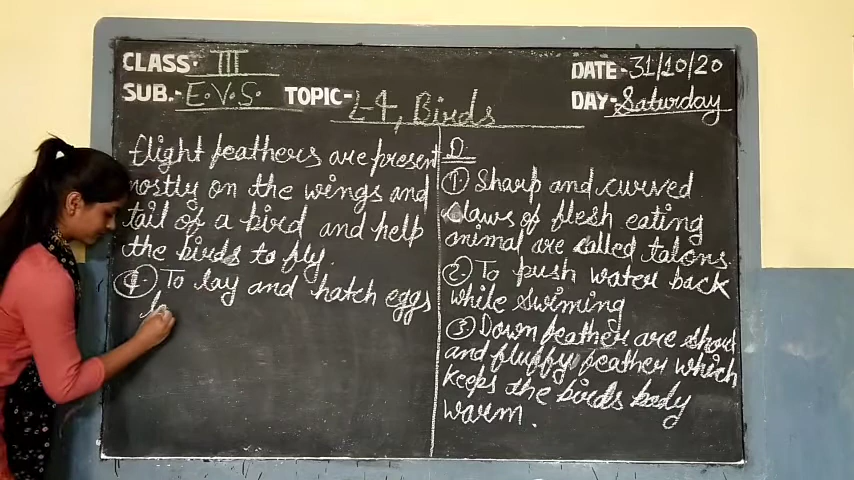 CLASS- III
SUB.- E.V.S.
TOPIC- L-4, Birds
DATE- 31/10/20
DAY- Saturday
flight feathers are present
mostly on the wings and
tail of a bird and help
the birds to fly.
4. To lay and hatch eggs
D
1. Sharp and curved
claws of flesh eating
animal are called talons.
2. To push water back
while swiming
3. Down feather are short
and fluffy feather which
keeps the birds body
warm.